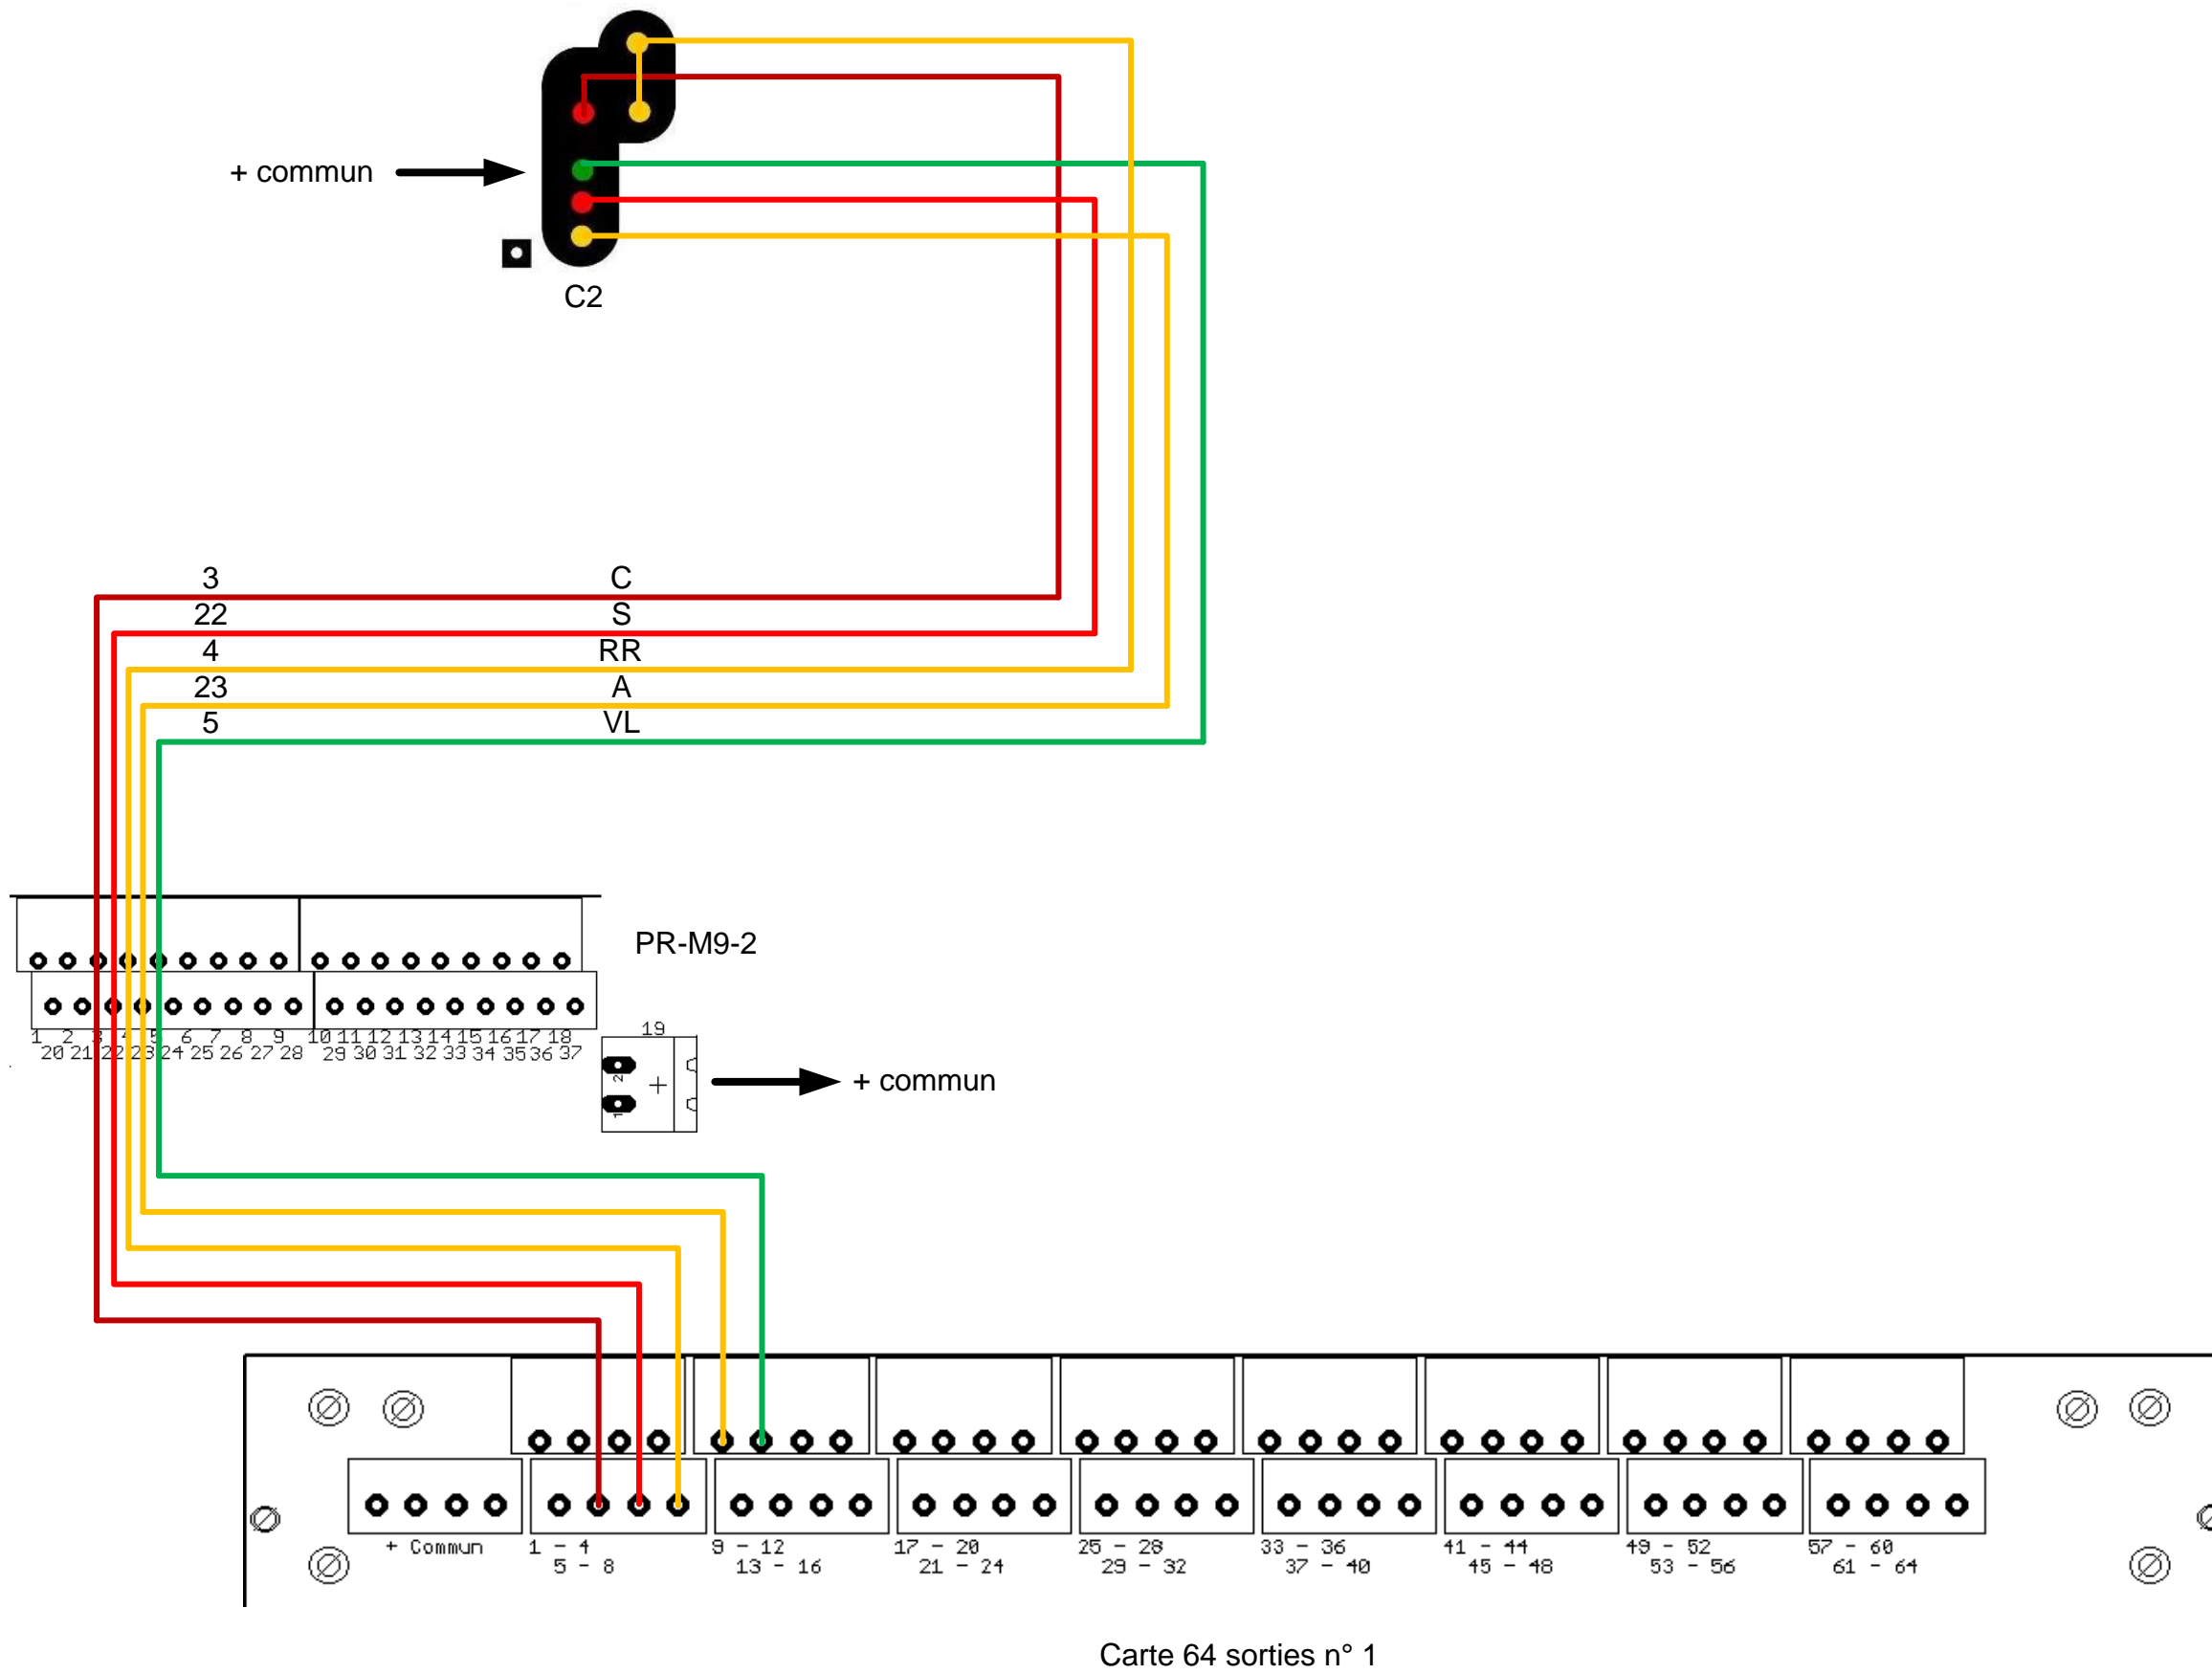 + commun
C2
3 C
22 S
4 RR
23 A
5 VL
PR-M9-2
1 2 3 4 5 6 7 8 9 10 11 12 13 14 15 16 17 18
20 21 22 23 24 25 26 27 28 29 30 31 32 33 34 35 36 37
19
2
+
1
+ commun
+ Commun 1 - 4 9 - 12 17 - 20 25 - 28 33 - 36 41 - 44 49 - 52 57 - 60
5 - 8 13 - 16 21 - 24 29 - 32 37 - 40 45 - 48 53 - 56 61 - 64
Carte 64 sorties n° 1